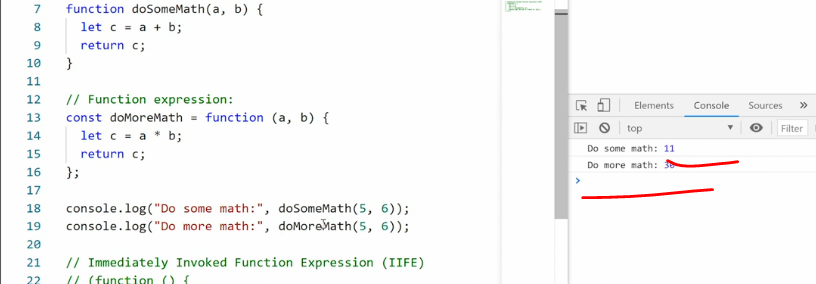 7 function doSomeMath(a, b) {
8 let c = a + b;
9 return c;
10 }
11
12 // Function expression:
13 const doMoreMath = function (a, b) {
14 let c = a * b;
15 return c;
16 };
17
18 console.log("Do some math:", doSomeMath(5, 6));
19 console.log("Do more math:", doMoreMath(5, 6));
20
21 // Immediately Invoked Function Expression (IIFE)
22 // (function () {
Elements Console Sources »
top Filter
Do some math: 11
Do more math: 30
>